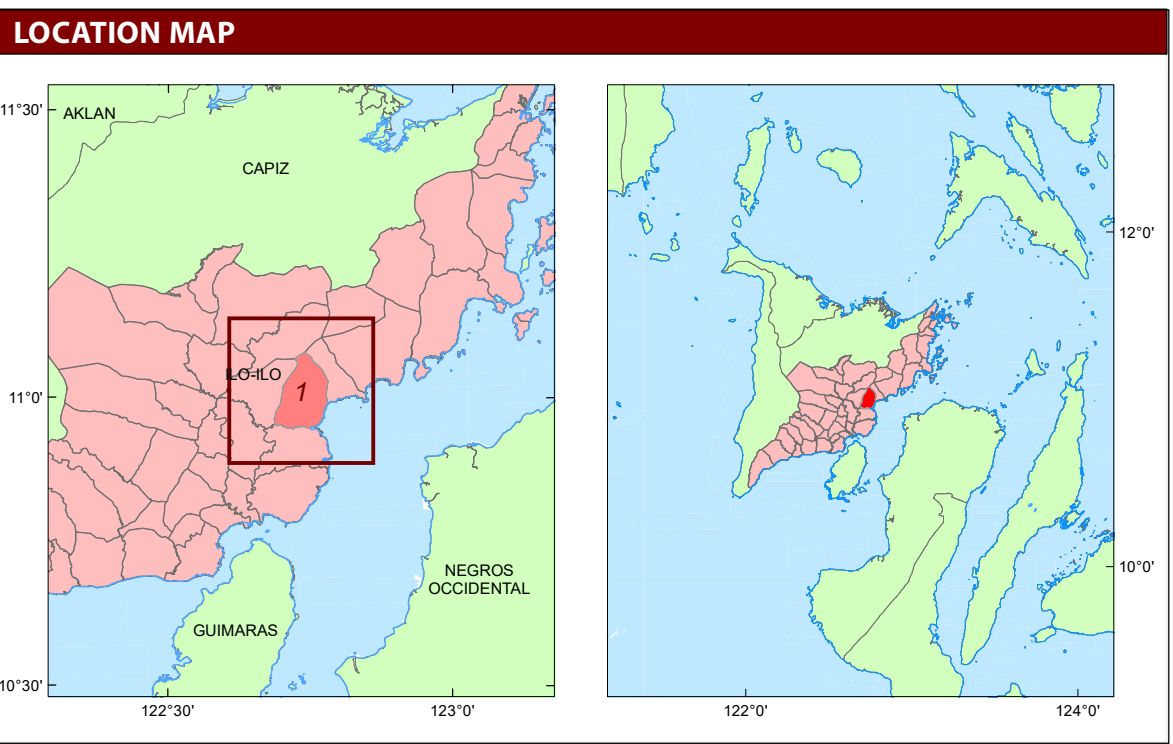 LOCATION MAP
11°30'
AKLAN
CAPIZ
12°0'
ILO-ILO
1
11°0'
10°0'
NEGROS
OCCIDENTAL
GUIMARAS
10°30'
122°30'
123°0'
122°0'
124°0'